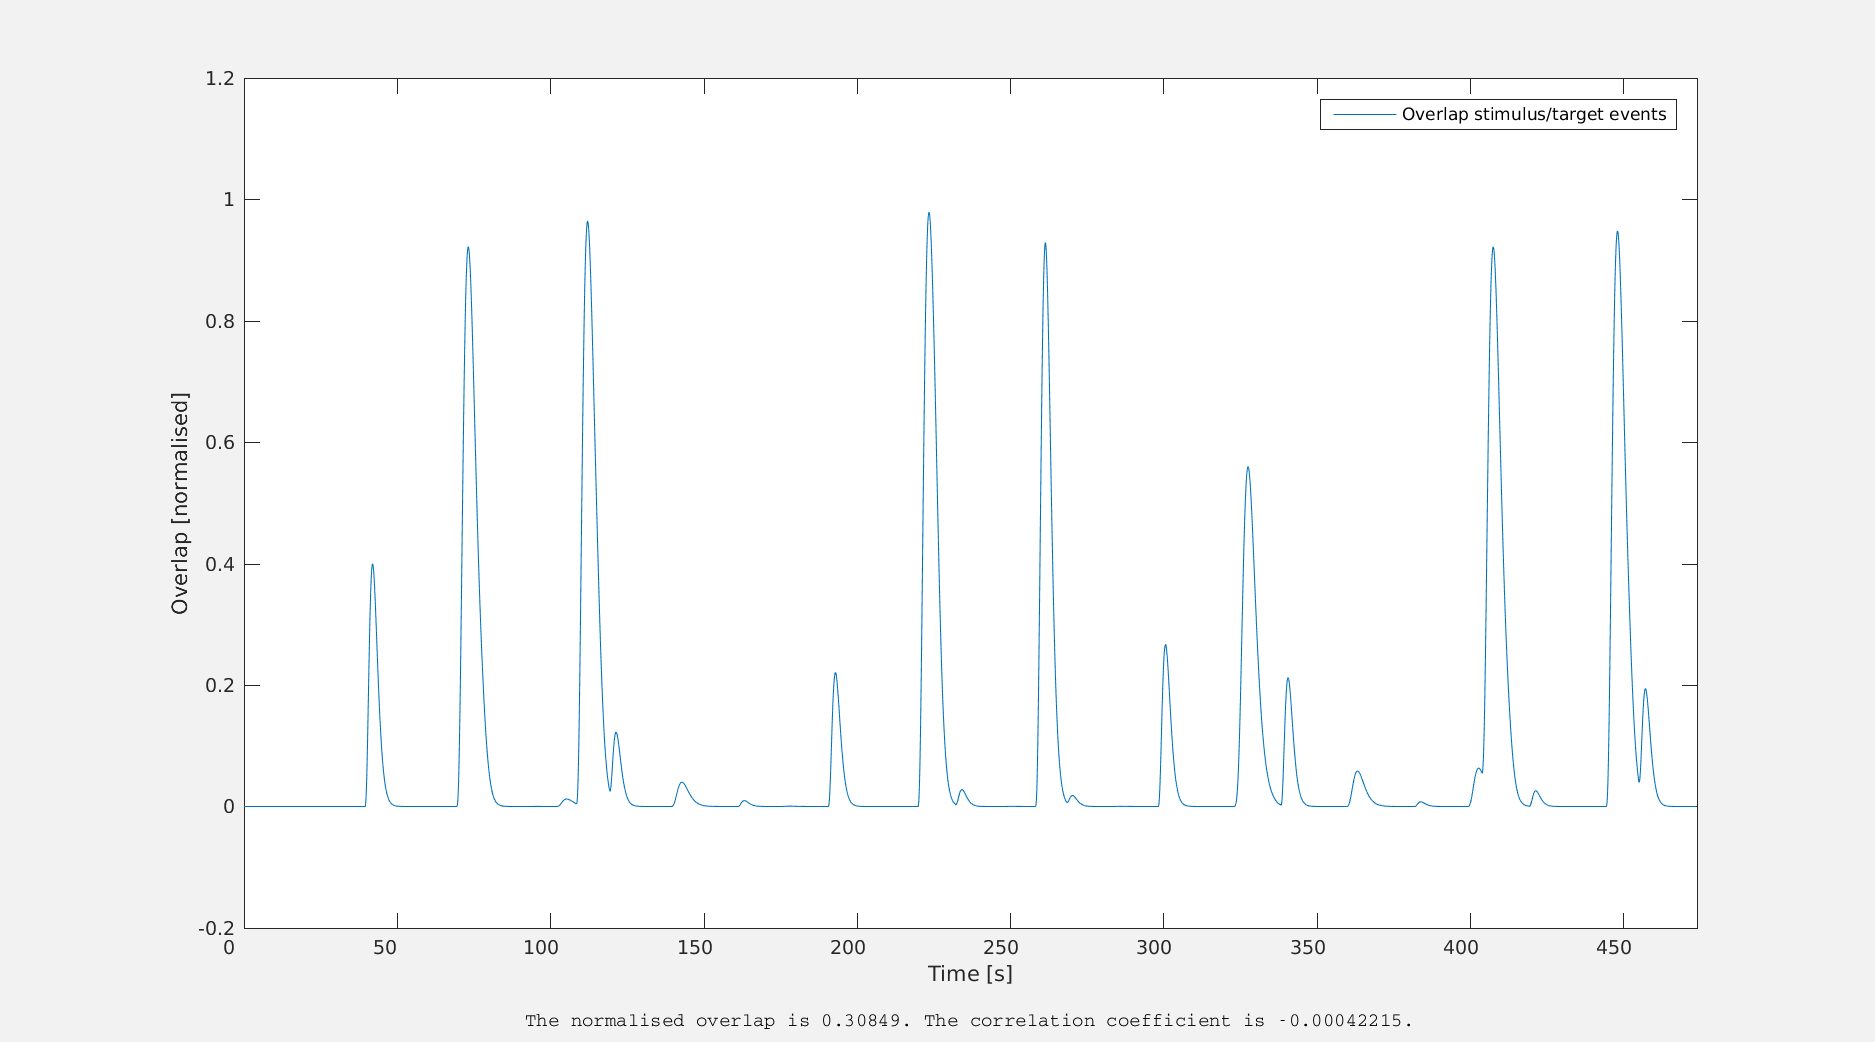 1.2
Overlap stimulus/target events
1
0.8
0.6
0.4
0.2
0
-0.2
Overlap [normalised]
0 50 100 150 200 250 300 350 400 450
Time [s]
The normalised overlap is 0.30849. The correlation coefficient is -0.00042215.